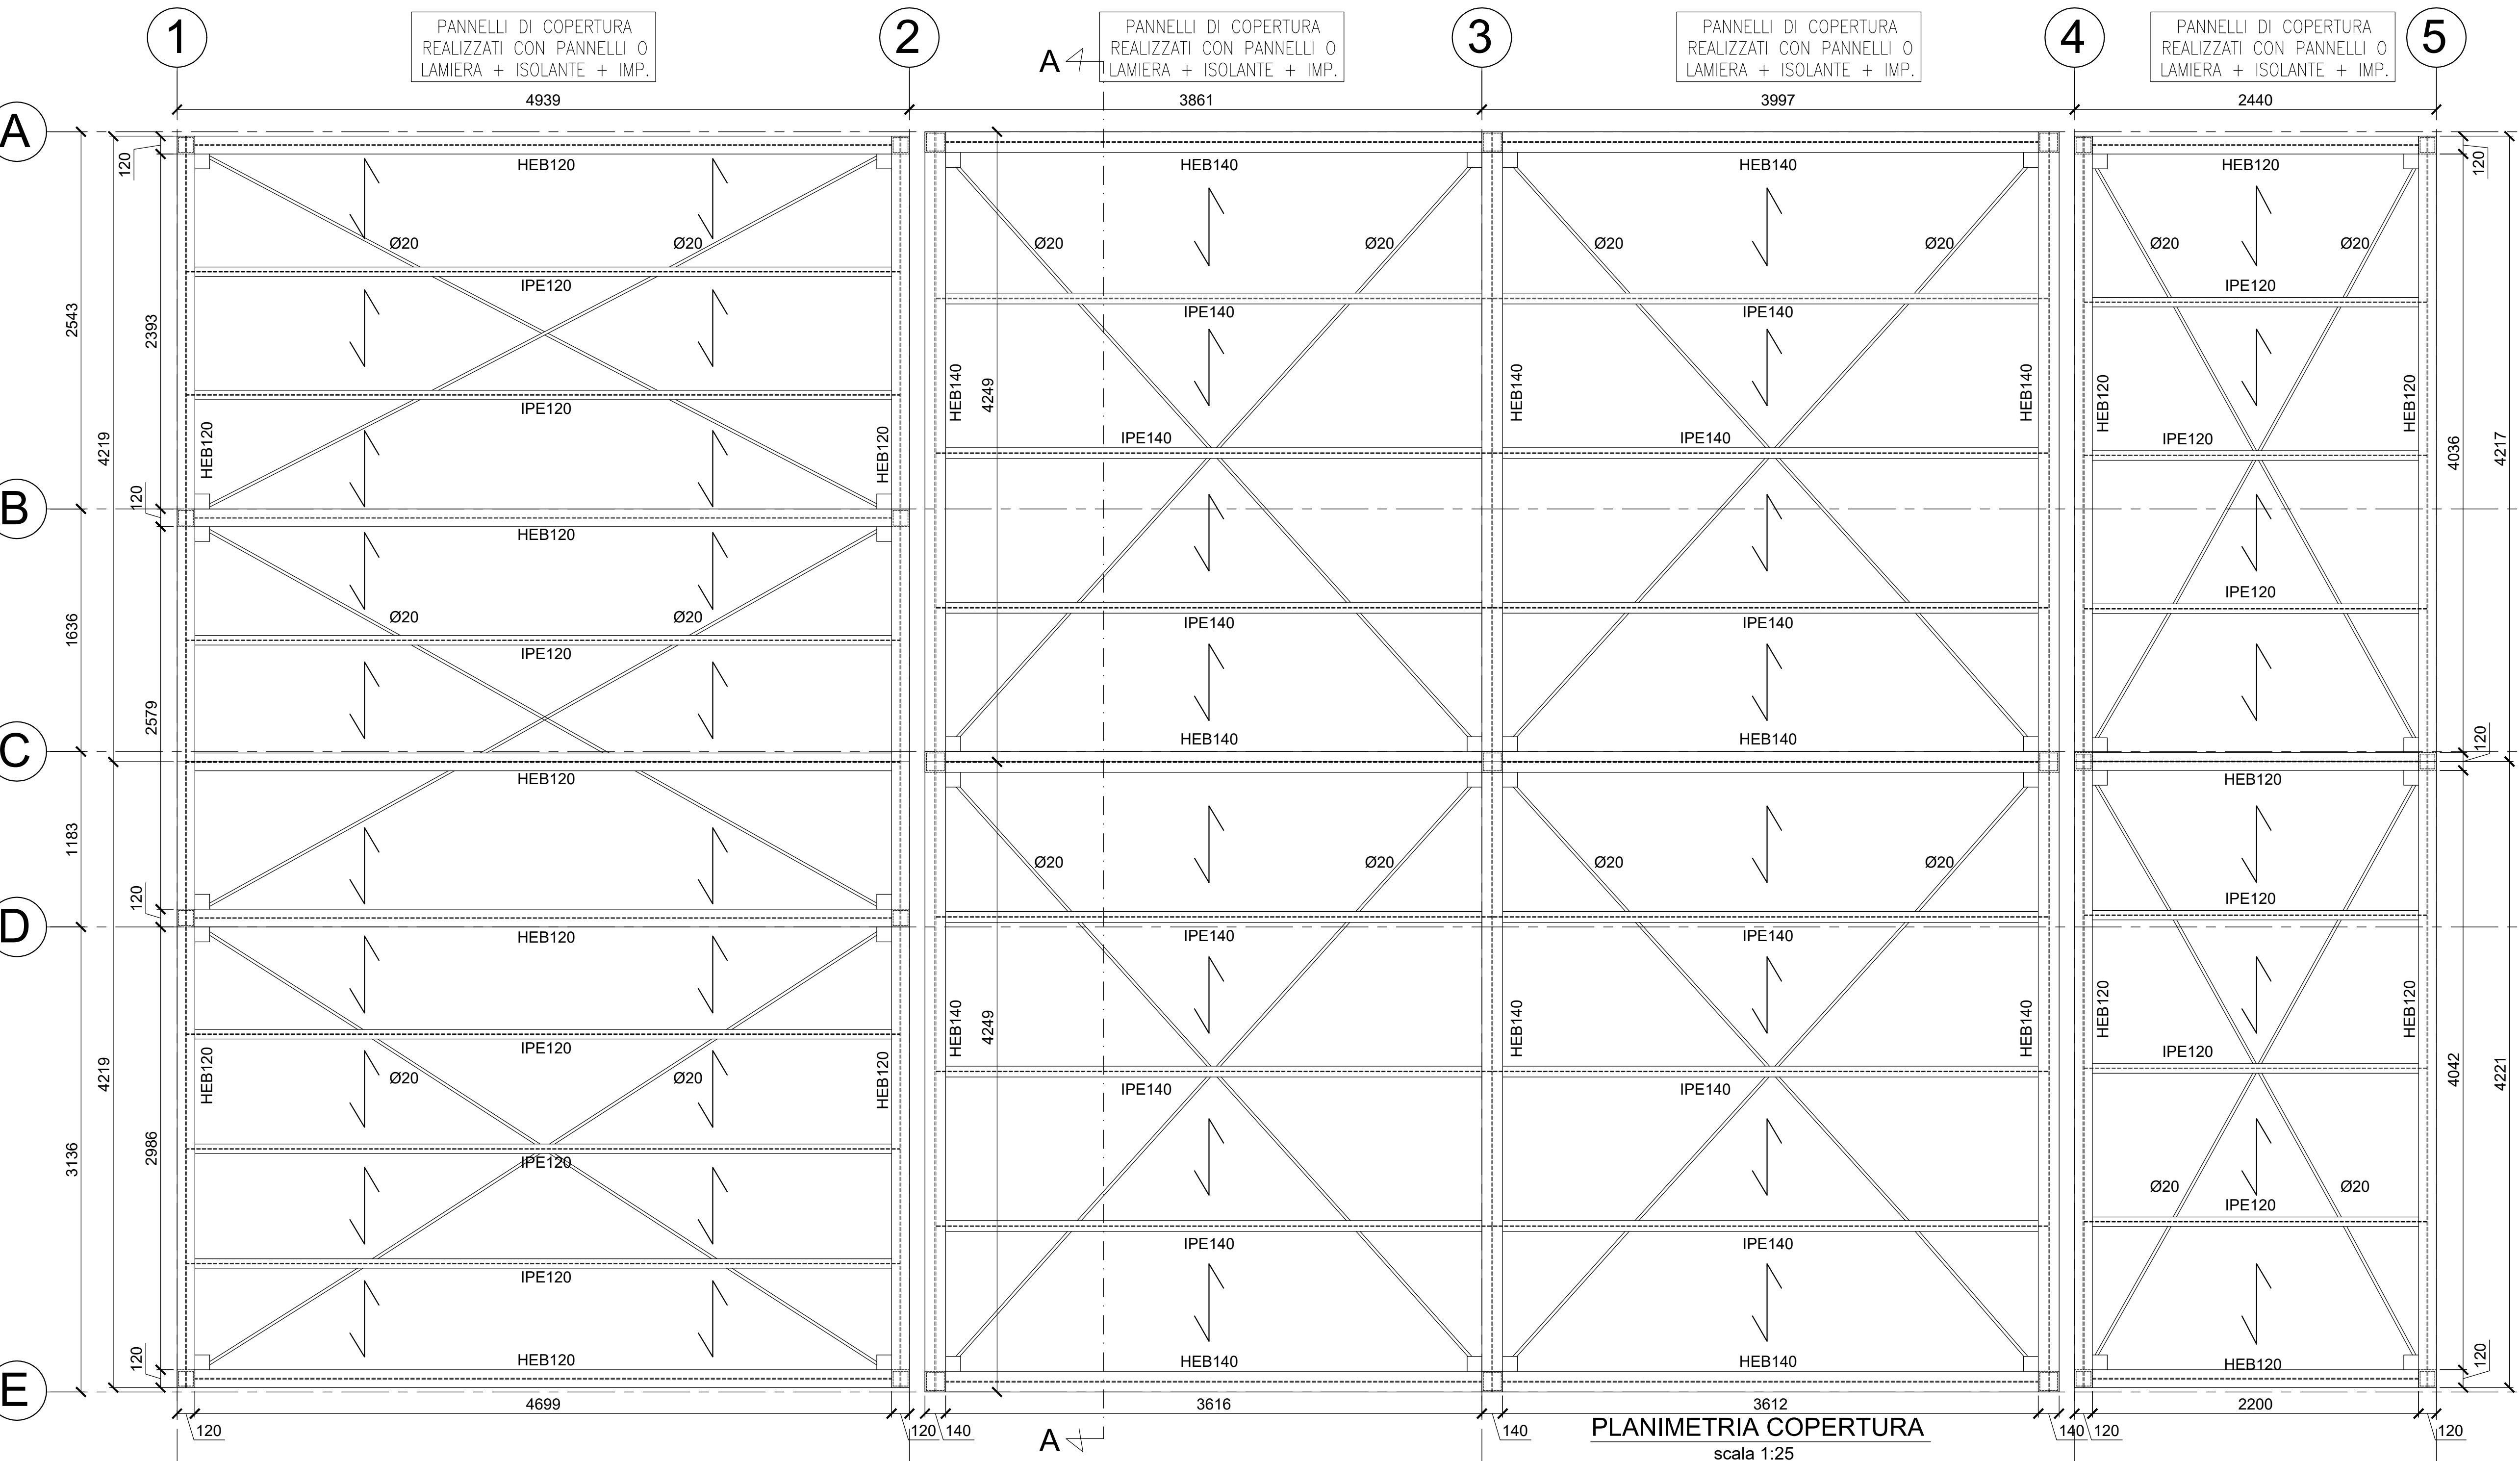 1
2
3
4
5
PANNELLI DI COPERTURA
REALIZZATI CON PANNELLI O
LAMIERA + ISOLANTE + IMP.
PANNELLI DI COPERTURA
REALIZZATI CON PANNELLI O
LAMIERA + ISOLANTE + IMP.
PANNELLI DI COPERTURA
REALIZZATI CON PANNELLI O
LAMIERA + ISOLANTE + IMP.
PANNELLI DI COPERTURA
REALIZZATI CON PANNELLI O
LAMIERA + ISOLANTE + IMP.
A
4939
3861
3997
2440
A
B
C
D
E
2543
1636
1183
3136
4219
4219
120
2393
120
2579
120
2986
120
HEB120
Ø20
Ø20
IPE120
IPE120
HEB120
HEB120
HEB120
Ø20
Ø20
IPE120
HEB120
HEB120
IPE120
HEB120
HEB120
Ø20
Ø20
IPE120
IPE120
HEB120
HEB140
HEB140
Ø20
Ø20
Ø20
Ø20
IPE140
IPE140
HEB140
4249
HEB140
HEB140
IPE140
IPE140
IPE140
IPE140
HEB140
HEB140
Ø20
Ø20
Ø20
Ø20
IPE140
IPE140
HEB140
4249
HEB140
HEB140
IPE140
IPE140
IPE140
IPE140
HEB140
HEB140
HEB120
Ø20
Ø20
IPE120
HEB120
HEB120
IPE120
IPE120
HEB120
IPE120
HEB120
HEB120
IPE120
Ø20
Ø20
IPE120
HEB120
120
4036
4217
120
4042
4221
120
4699
3616
3612
2200
120
120
140
140
140
120
120
A
PLANIMETRIA COPERTURA
scala 1:25